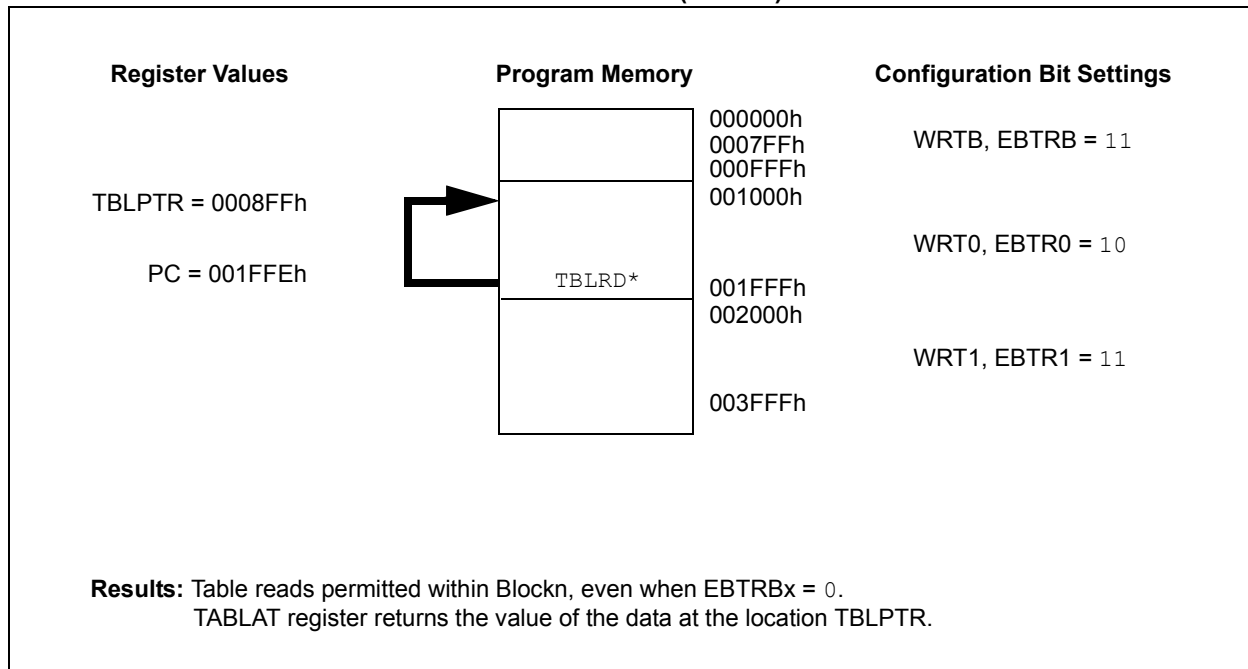 Register Values
Program Memory
Configuration Bit Settings
000000h
0007FFh
WRTB, EBTRB = 11
000FFFh
TBLPTR = 0008FFh
001000h
WRT0, EBTR0 = 10
PC = 001FFEh
TBLRD*
001FFFh
002000h
WRT1, EBTR1 = 11
003FFFh
Results: Table reads permitted within Blockn, even when EBTRBx = 0.
TABLAT register returns the value of the data at the location TBLPTR.